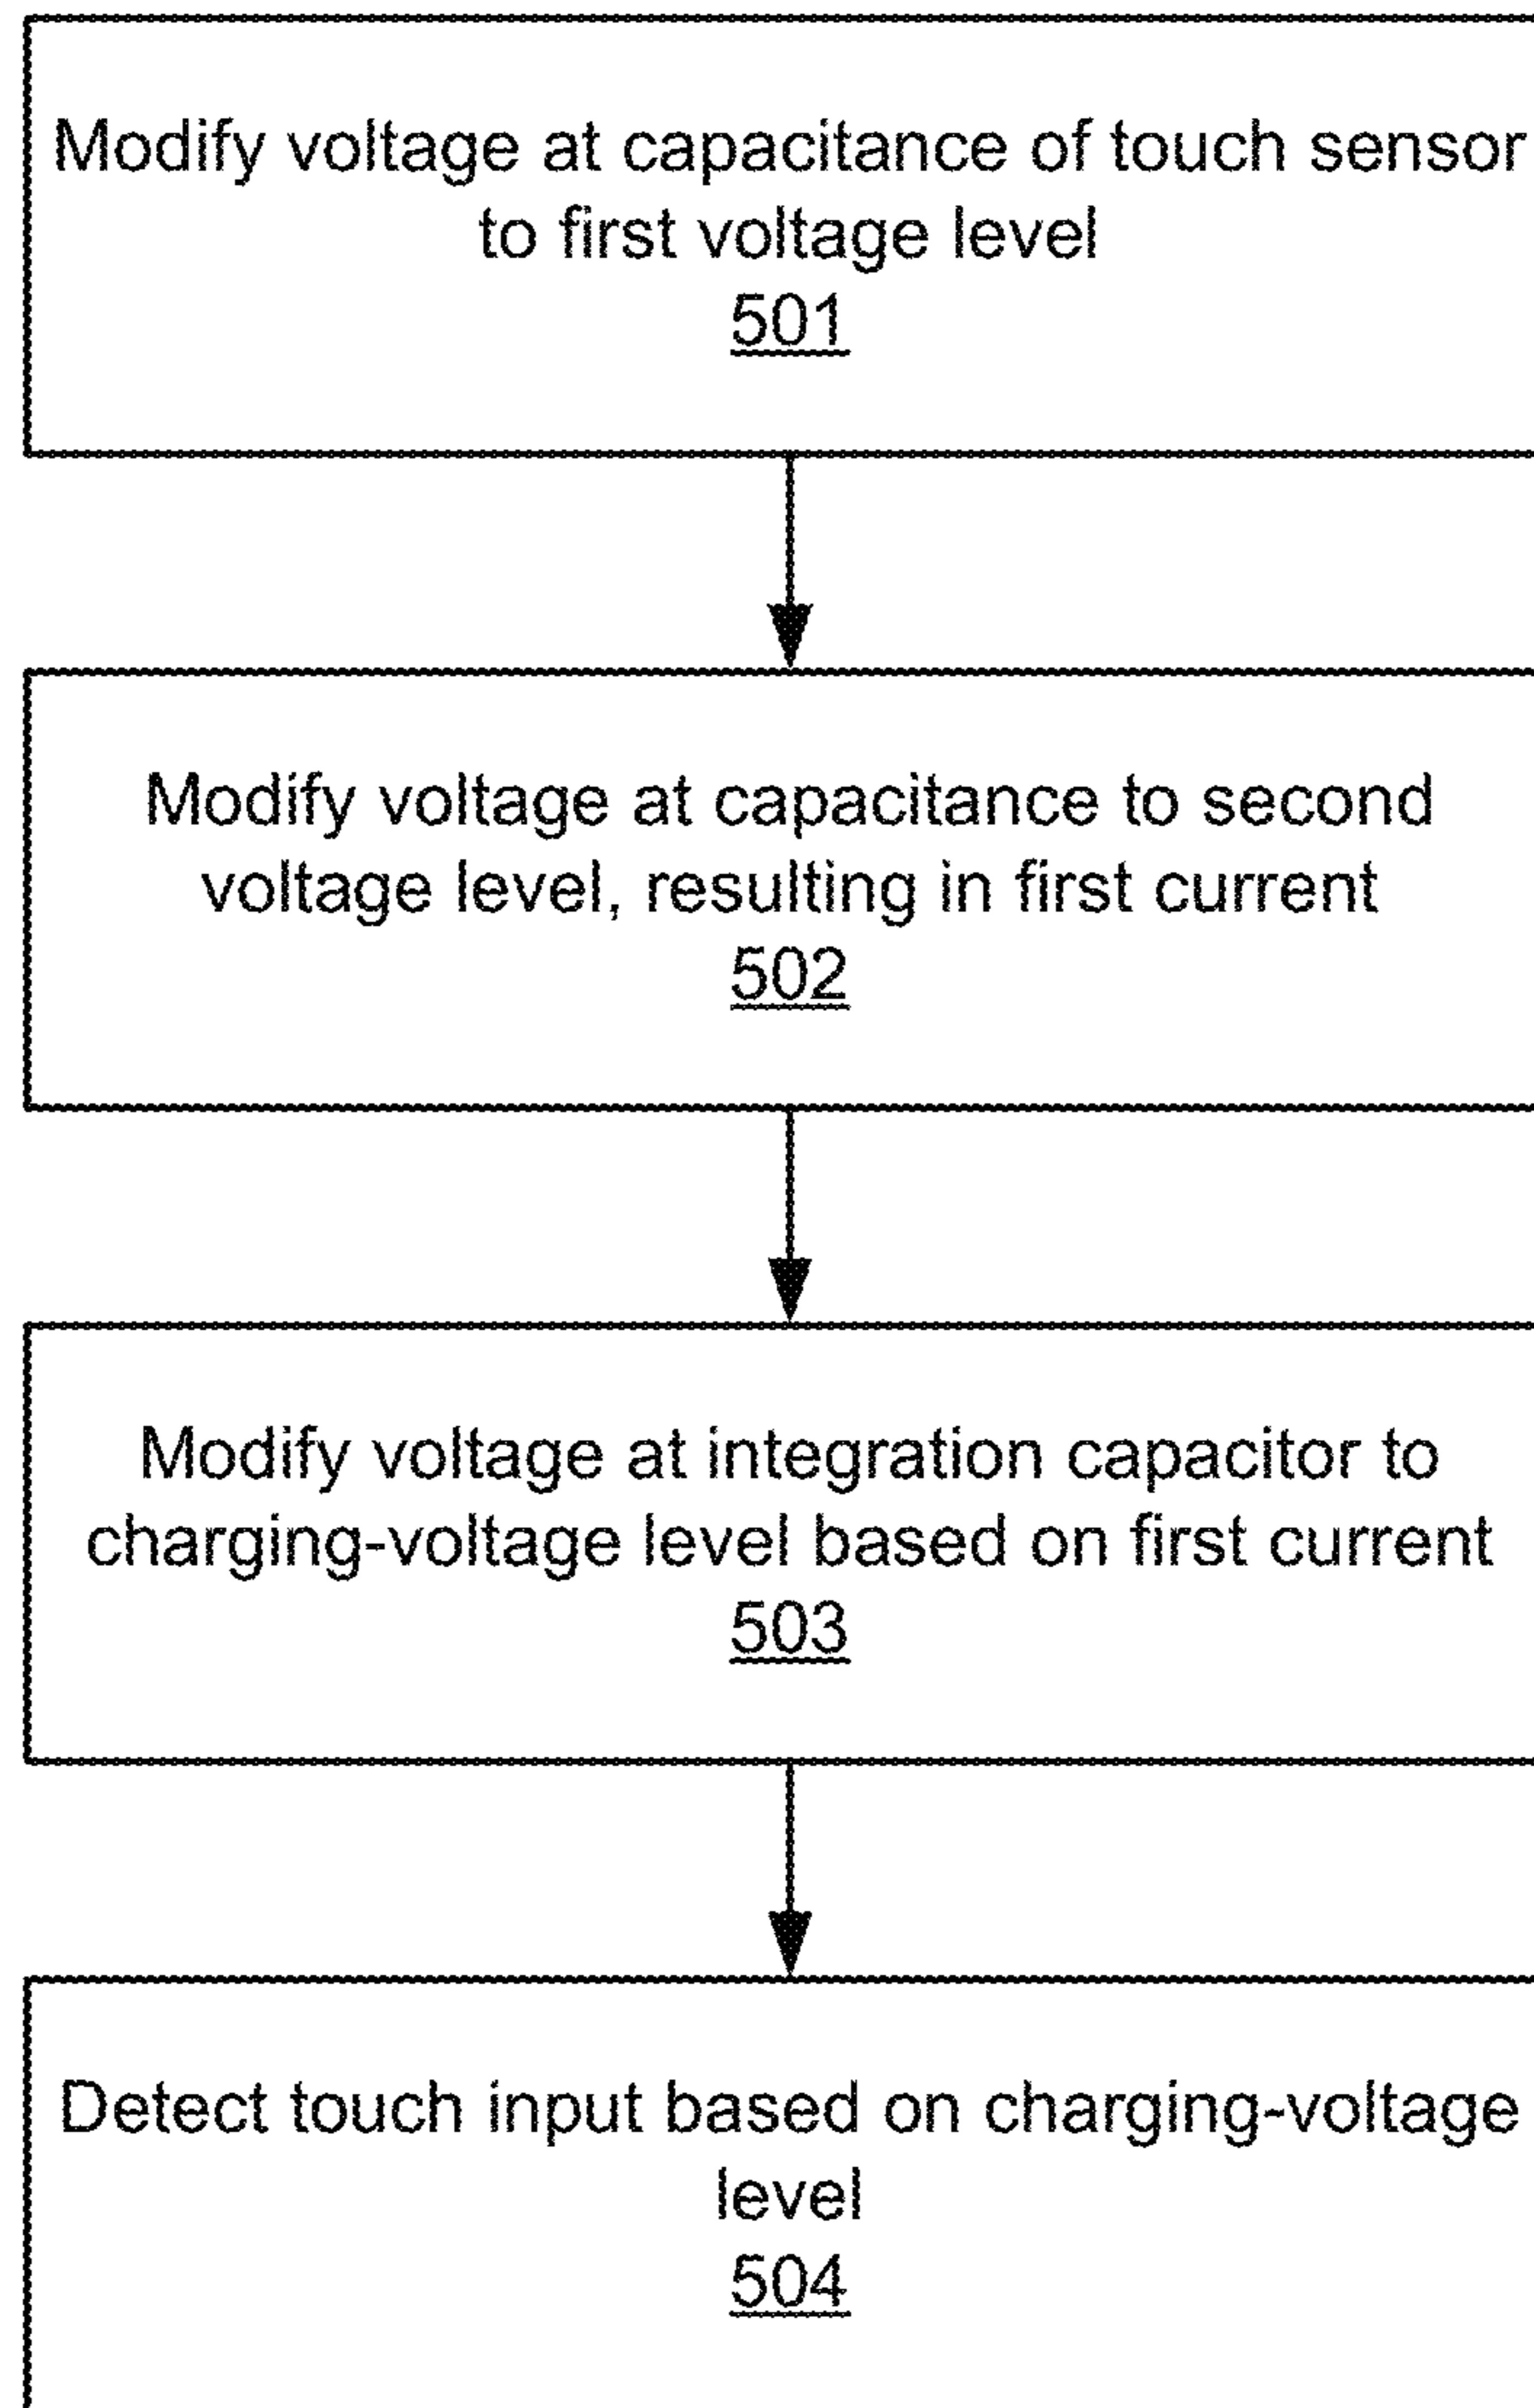 Modify voltage at capacitance of touch sensor
to first voltage level
501
Modify voltage at capacitance to second
voltage level, resulting in first current
502
Modify voltage at integration capacitor to
charging-voltage level based on first current
503
Detect touch input based on charging-voltage
level
504